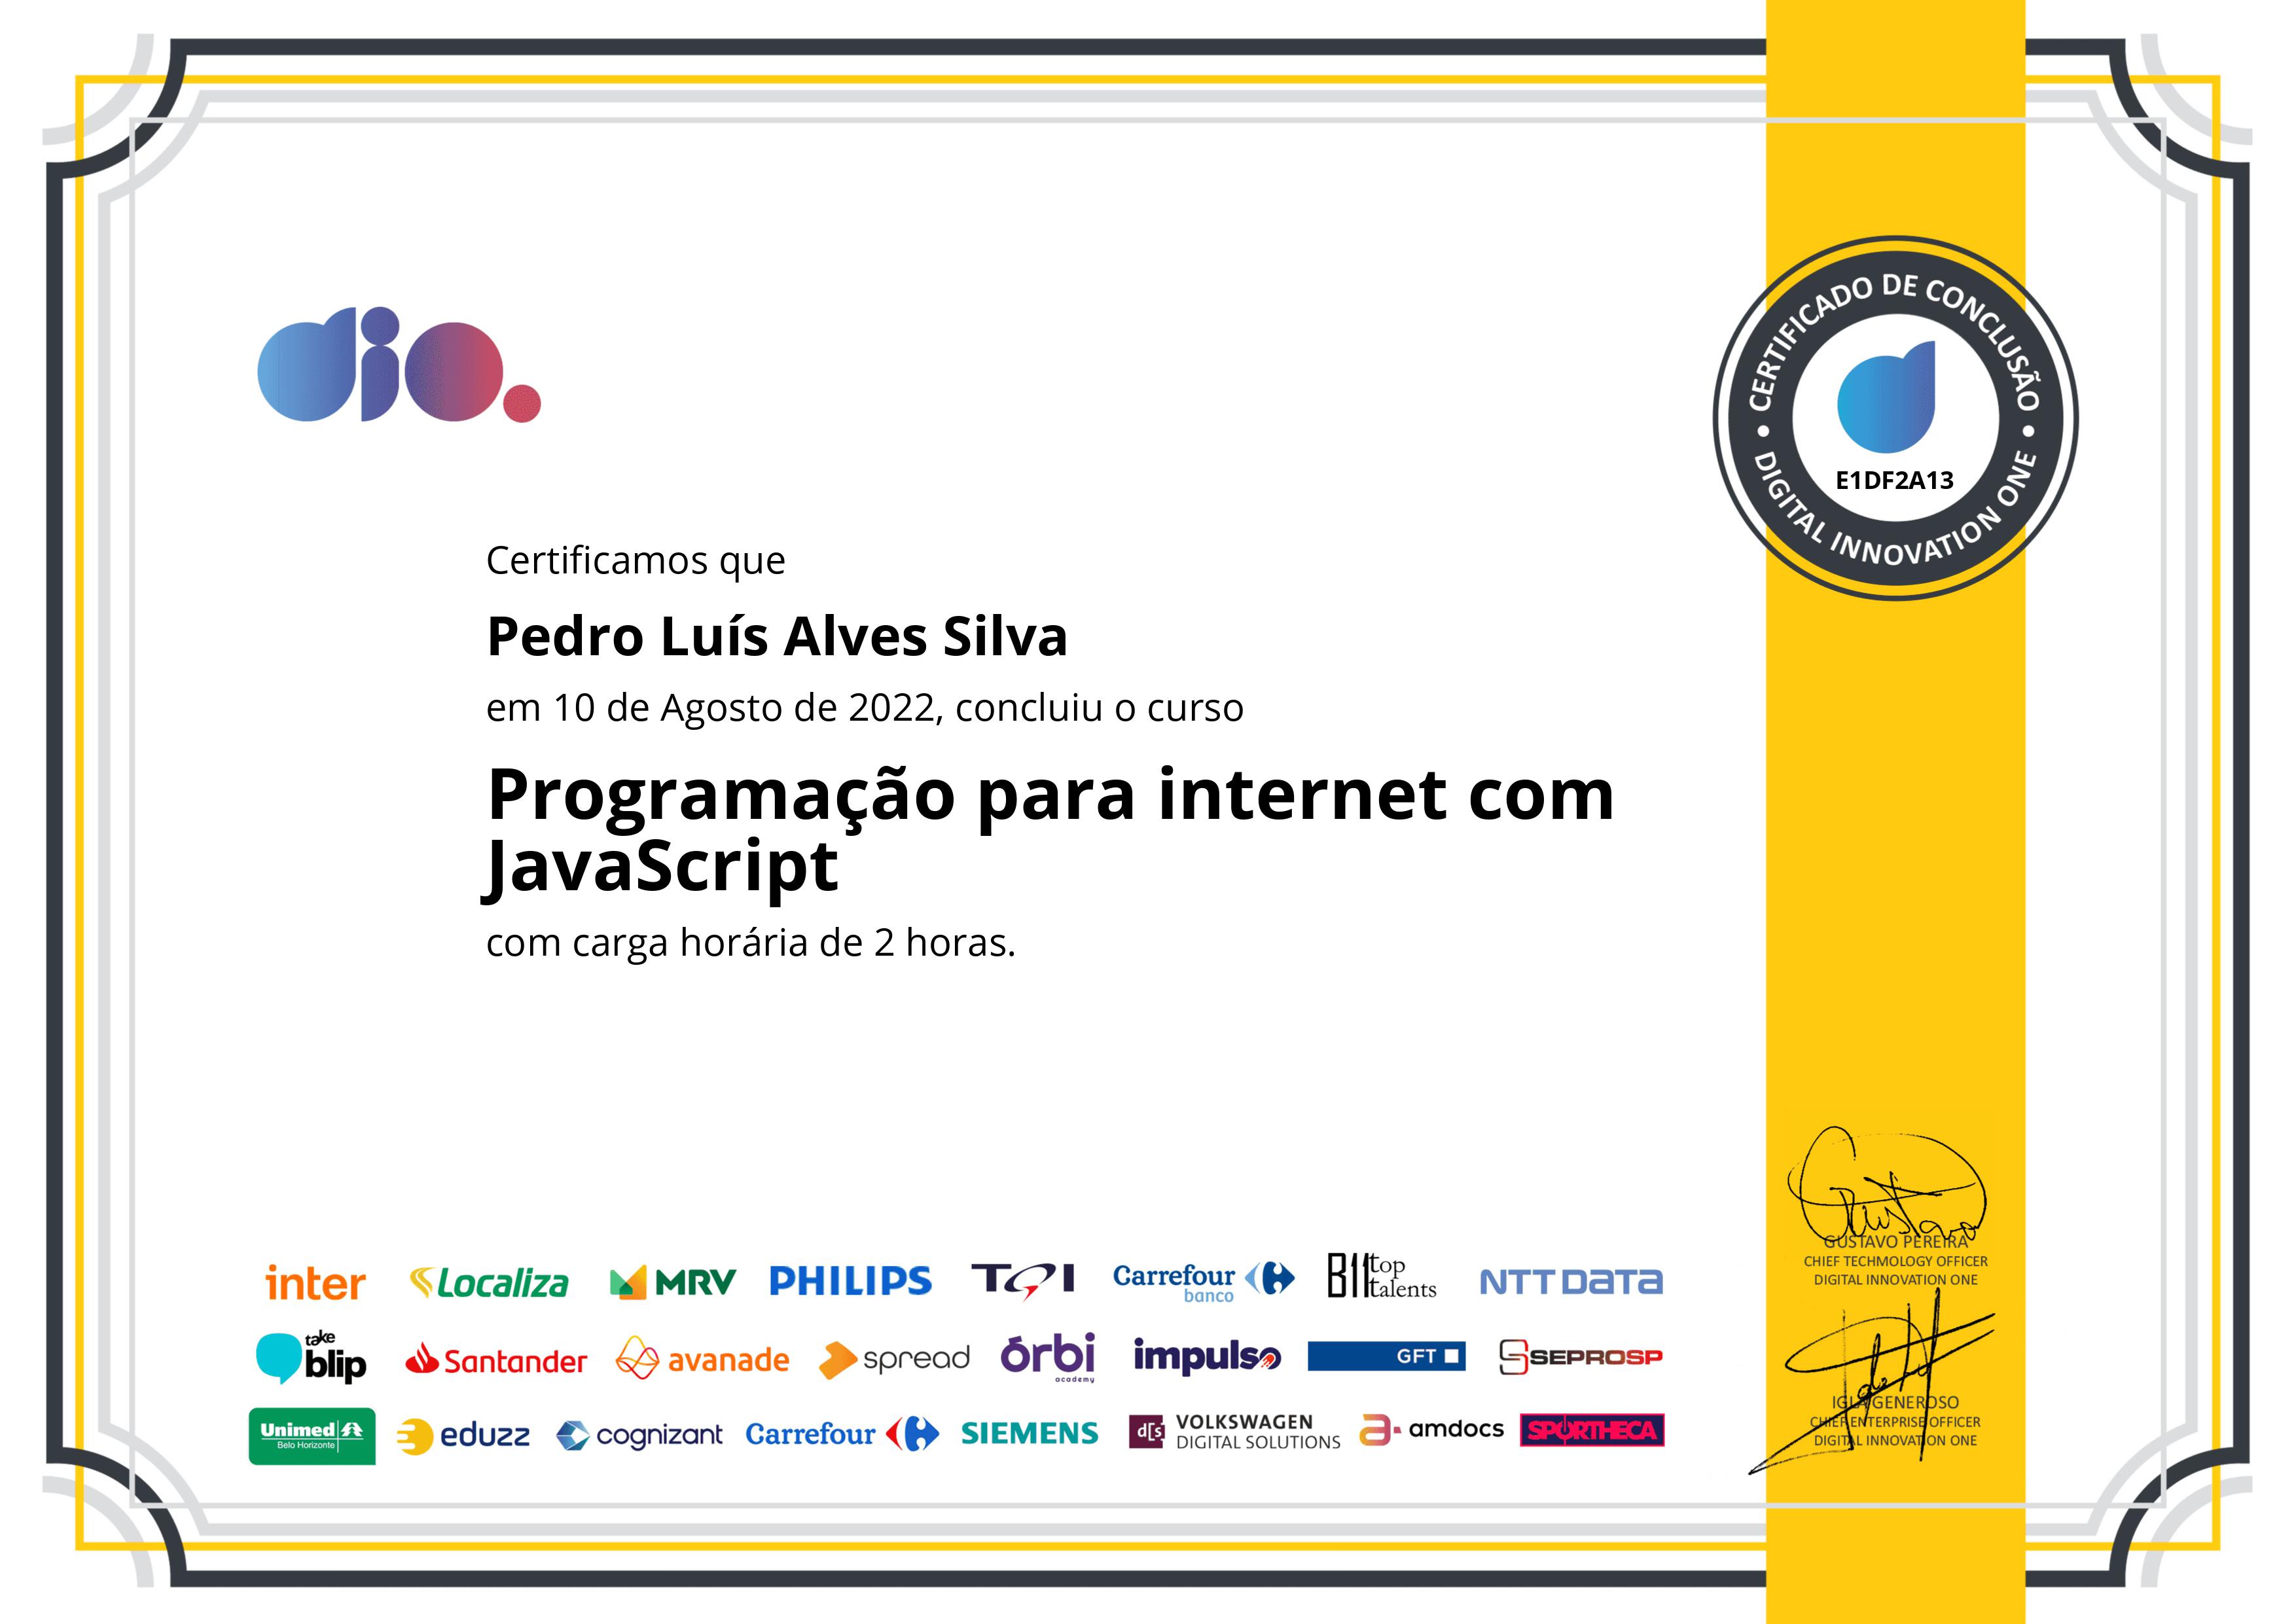 dio.
CERTIFICADO DE CONCLUSÃO
E1DF2A13
DIGITAL INNOVATION ONE
Certificamos que
Pedro Luís Alves Silva
em 10 de Agosto de 2022, concluiu o curso
Programação para internet com
JavaScript
com carga horária de 2 horas.
inter Localiza MRV PHILIPS TQI Carrefour banco B11 top talents NTT DATA
take blip Santander avanade spread órbi academy impulso GFT SEPROSP
Unimed Belo Horizonte eduzz cognizant Carrefour SIEMENS d[s VOLKSWAGEN DIGITAL SOLUTIONS a amdocs SPORTHECA
Gustavo
GUSTAVO PEREIRA
CHIEF TECHMOLOGY OFFICER
DIGITAL INNOVATION ONE
IGLA GENEROSO
CHIEF ENTERPRISE OFFICER
DIGITAL INNOVATION ONE